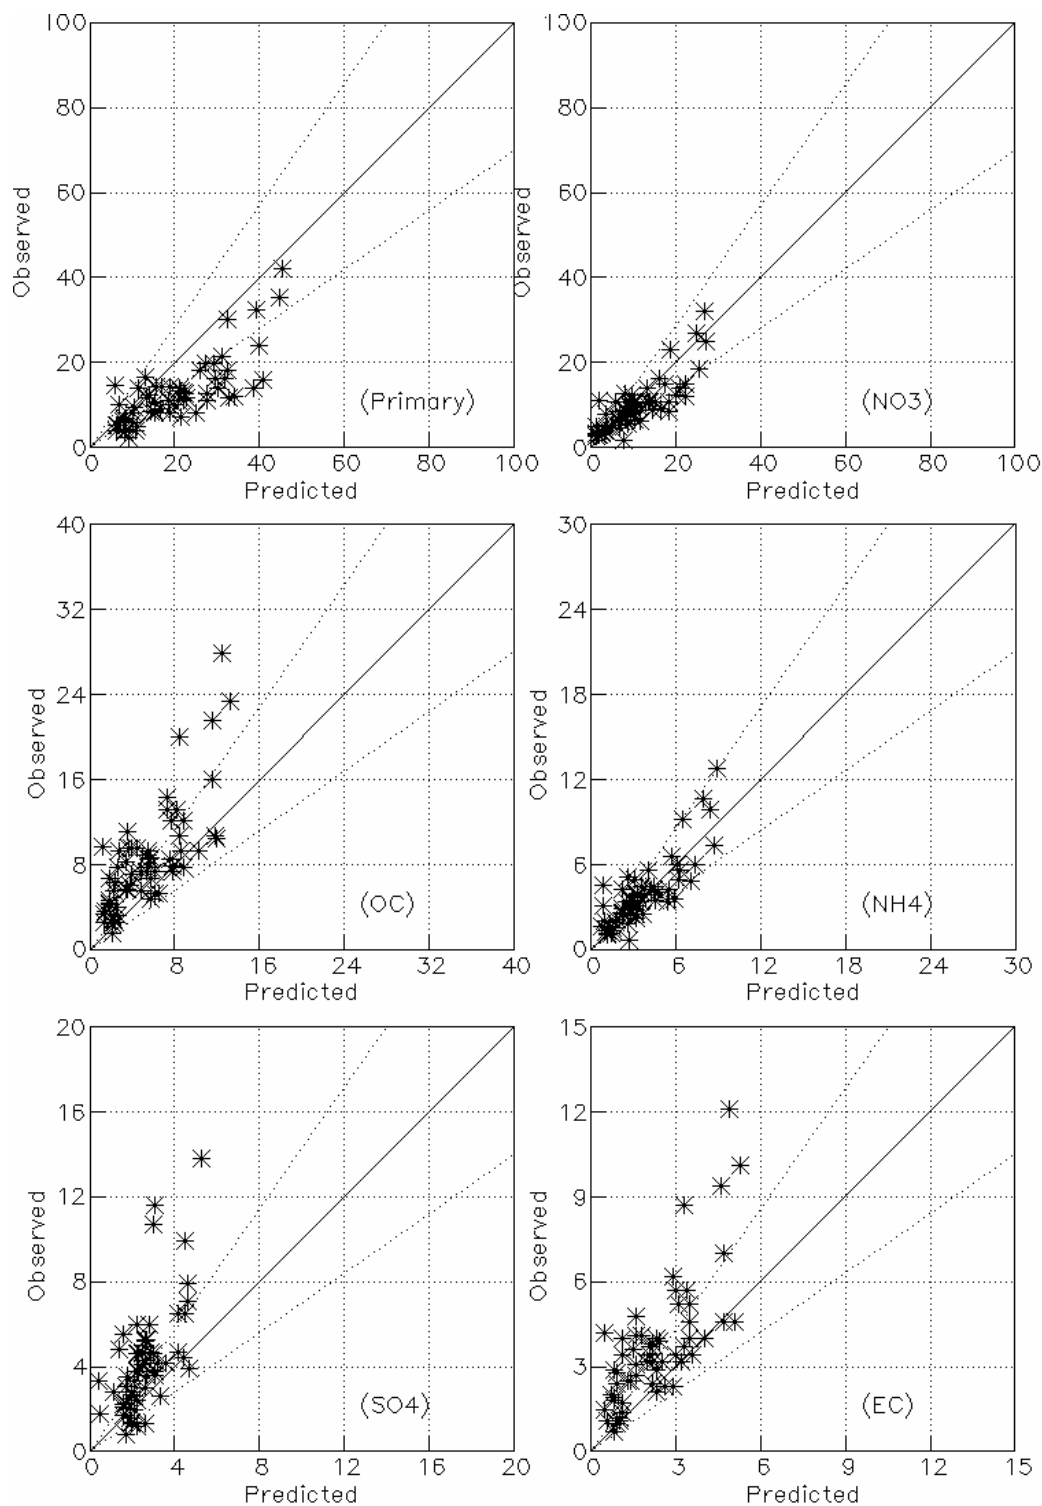 100
80
60
40
20
0
Observed
(Primary)
0 20 40 60 80 100
Predicted
100
80
60
40
20
0
Observed
(NO3)
0 20 40 60 80 100
Predicted
40
32
24
16
8
0
Observed
(OC)
0 8 16 24 32 40
Predicted
30
24
18
12
6
0
Observed
(NH4)
0 6 12 18 24 30
Predicted
20
16
12
8
4
0
Observed
(SO4)
0 4 8 12 16 20
Predicted
15
12
9
6
3
0
Observed
(EC)
0 3 6 9 12 15
Predicted